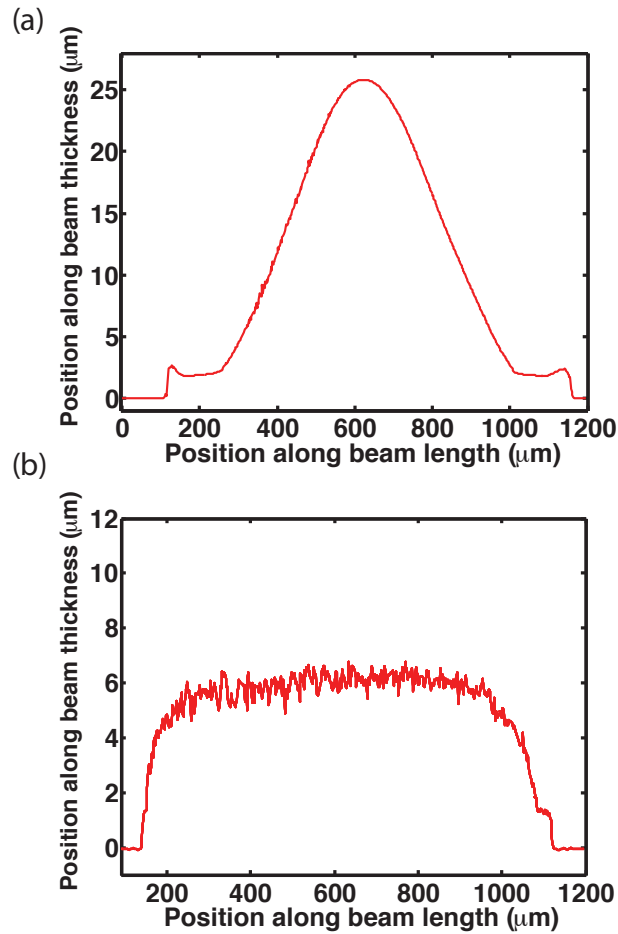 (a)
Position along beam thickness (μm)
25
20
15
10
5
0
0 200 400 600 800 1000 1200
Position along beam length (μm)
(b)
Position along beam thickness (μm)
12
10
8
6
4
2
0
200 400 600 800 1000 1200
Position along beam length (μm)